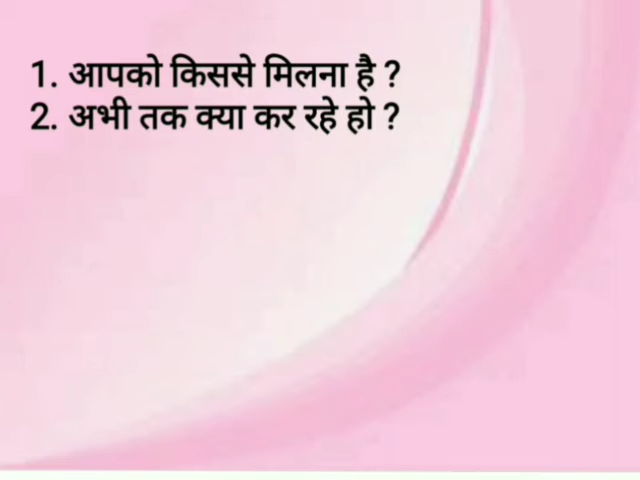 1. आपको किससे मिलना है ?
2. अभी तक क्या कर रहे हो ?